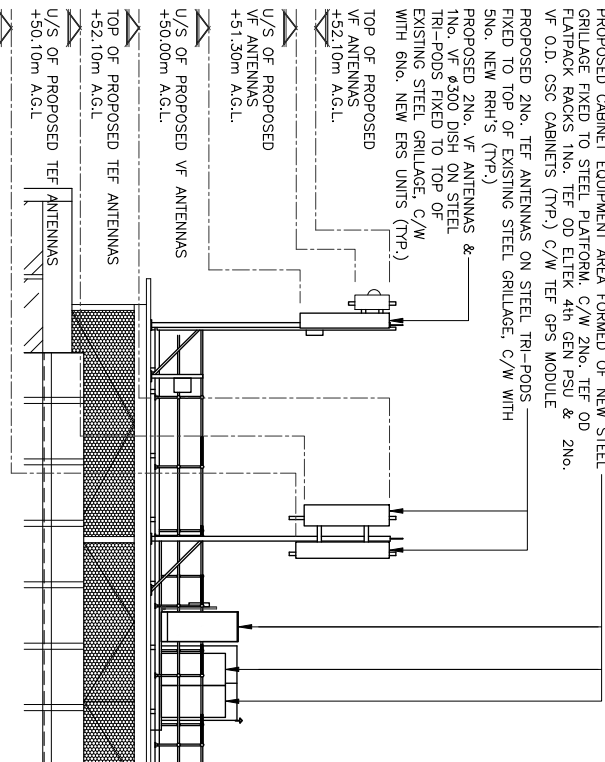 PROPOSED CABINET EQUIPMENT AREA FORMED OF NEW STEEL
GRILLAGE FIXED TO STEEL PLATFORM. C/W 2No. TEF OD
FLATPACK RACKS 1No. TEF OD ELTEK 4th GEN PSU & 2No.
VF O.D. CSC CABINETS (TYP.) C/W TEF GPS MODULE
PROPOSED 2No. TEF ANTENNAS ON STEEL TRI-PODS
FIXED TO TOP OF EXISTING STEEL GRILLAGE, C/W WITH
5No. NEW RRH'S (TYP.)
PROPOSED 2No. VF ANTENNAS &
1No. VF ø300 DISH ON STEEL
TRI-PODS FIXED TO TOP OF
EXISTING STEEL GRILLAGE, C/W
WITH 6No. NEW ERS UNITS (TYP.)
TOP OF PROPOSED
VF ANTENNAS
+52.10m A.G.L.
U/S OF PROPOSED
VF ANTENNAS
+51.30m A.G.L.
U/S OF PROPOSED VF ANTENNAS
+50.00m A.G.L
TOP OF PROPOSED TEF ANTENNAS
+52.10m A.G.L
U/S OF PROPOSED TEF ANTENNAS
+50.10m A.G.L